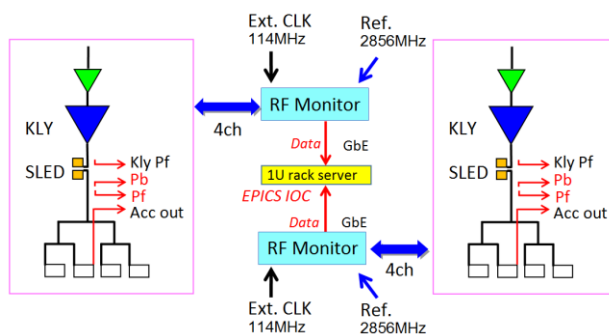 Ext. CLK
114MHz
Ref.
2856MHz
KLY
SLED
Kly Pf
Pb
Pf
Acc out
4ch
RF Monitor
Data
GbE
1U rack server
EPICS IOC
Data
GbE
RF Monitor
4ch
Ext. CLK
114MHz
Ref.
2856MHz
KLY
SLED
Kly Pf
Pb
Pf
Acc out